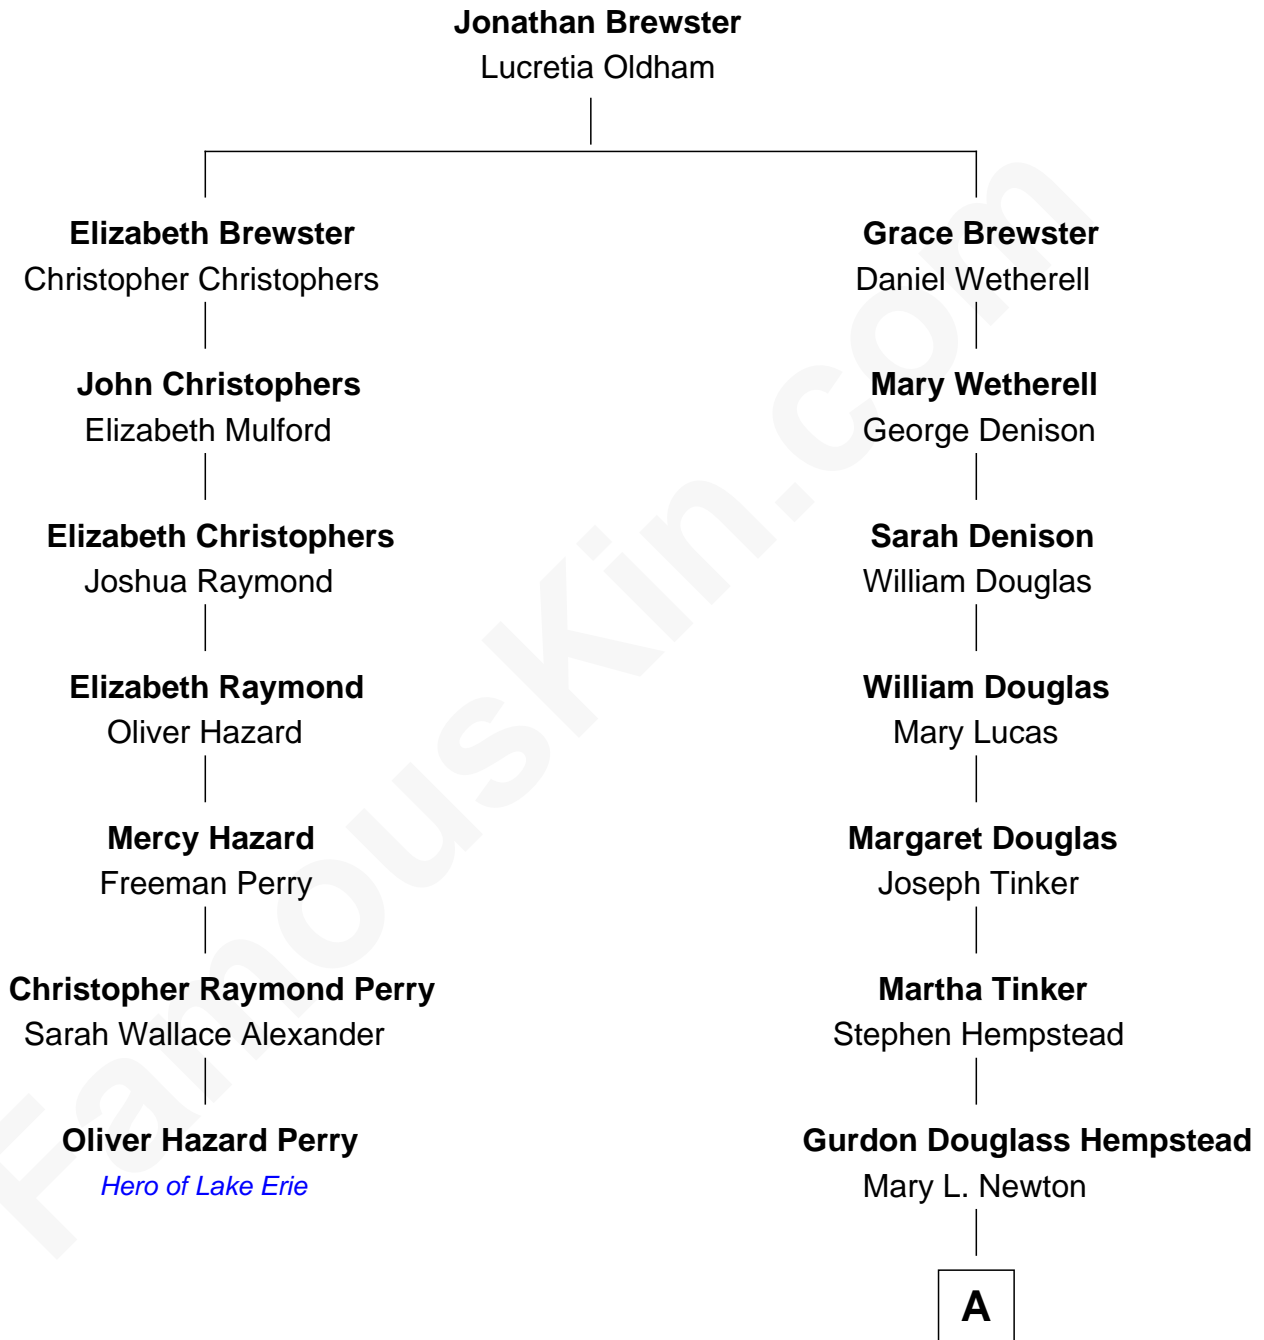 Jonathan Brewster
Lucretia Oldham
Elizabeth Brewster
Christopher Christophers
Grace Brewster
Daniel Wetherell
John Christophers
Elizabeth Mulford
Mary Wetherell
George Denison
Elizabeth Christophers
Joshua Raymond
Sarah Denison
William Douglas
Elizabeth Raymond
Oliver Hazard
William Douglas
Mary Lucas
Mercy Hazard
Freeman Perry
Margaret Douglas
Joseph Tinker
Christopher Raymond Perry
Sarah Wallace Alexander
Martha Tinker
Stephen Hempstead
Oliver Hazard Perry
Hero of Lake Erie
Gurdon Douglass Hempstead
Mary L. Newton
A
FamousKin.com